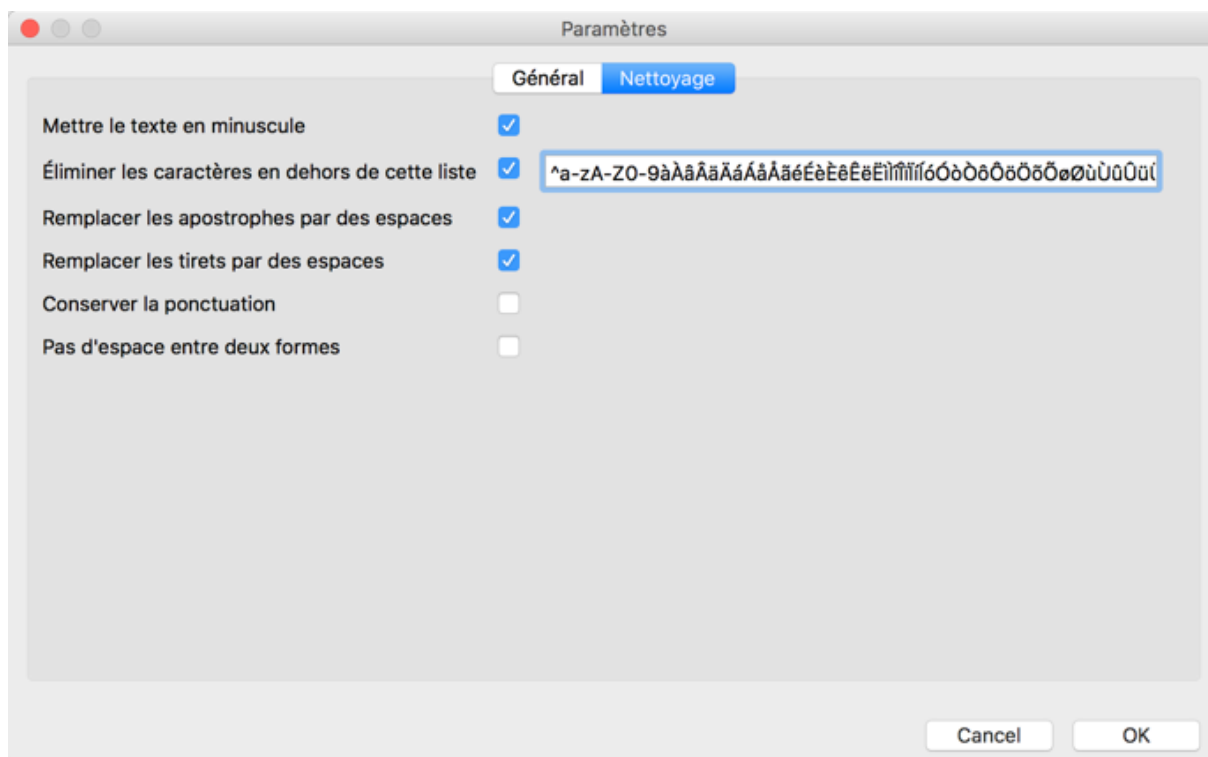 Paramètres
Général Nettoyage
Mettre le texte en minuscule
Éliminer les caractères en dehors de cette liste ^a-zA-Z0-9àÀâÂäÄáÁåÅãéÉèÈêÊëËìÌîÎïÏíÍóÓòÒôÔöÖõÕøØùÙûÛü
Remplacer les apostrophes par des espaces
Remplacer les tirets par des espaces
Conserver la ponctuation
Pas d'espace entre deux formes
Cancel OK